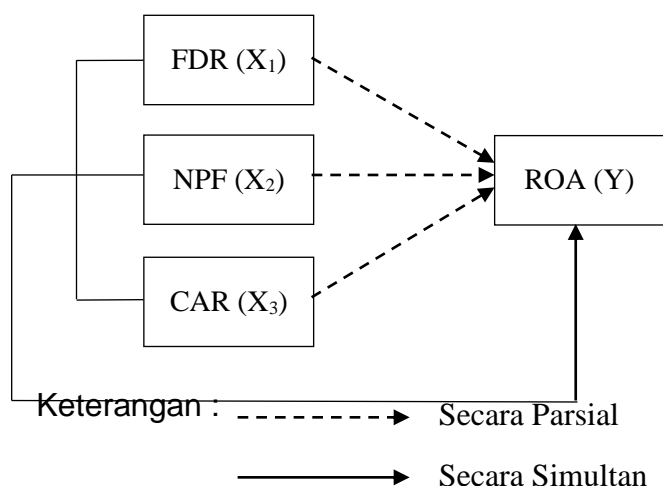 FDR (X₁)
NPF (X₂)
ROA (Y)
CAR (X₃)
Keterangan :
Secara Parsial
Secara Simultan